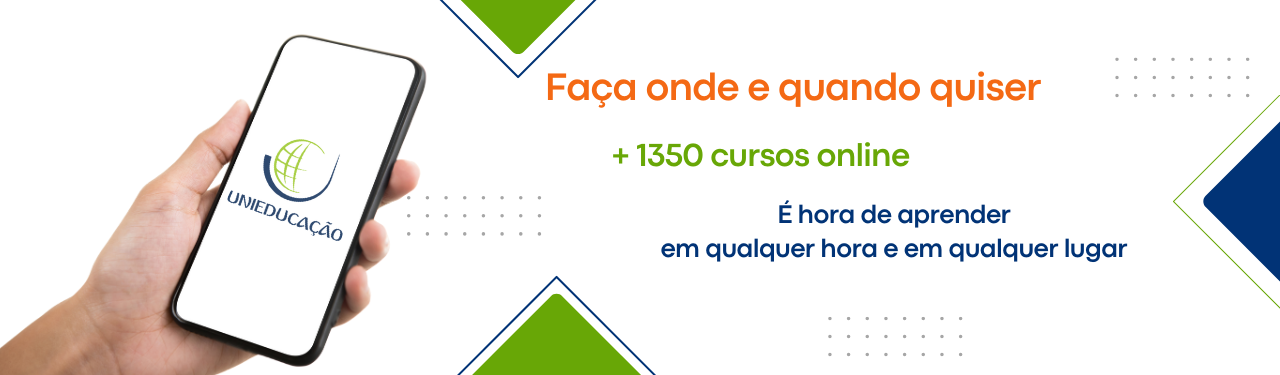 Faça onde e quando quiser
+ 1350 cursos online
É hora de aprender
em qualquer hora e em qualquer lugar
UNIEDUCAÇÃO